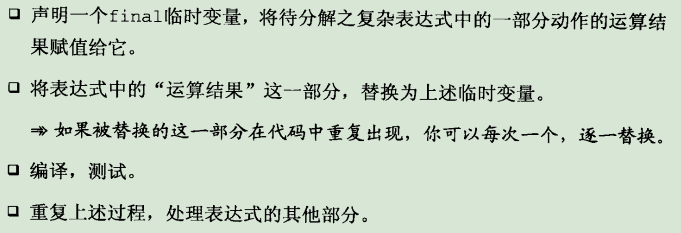 ❑ 声明一个final临时变量，将待分解之复杂表达式中的一部分动作的运算结
果赋值给它。
❑ 将表达式中的“运算结果”这一部分，替换为上述临时变量。
⇒ 如果被替换的这一部分在代码中重复出现，你可以每次一个，逐一替换。
❑ 编译，测试。
❑ 重复上述过程，处理表达式的其他部分。